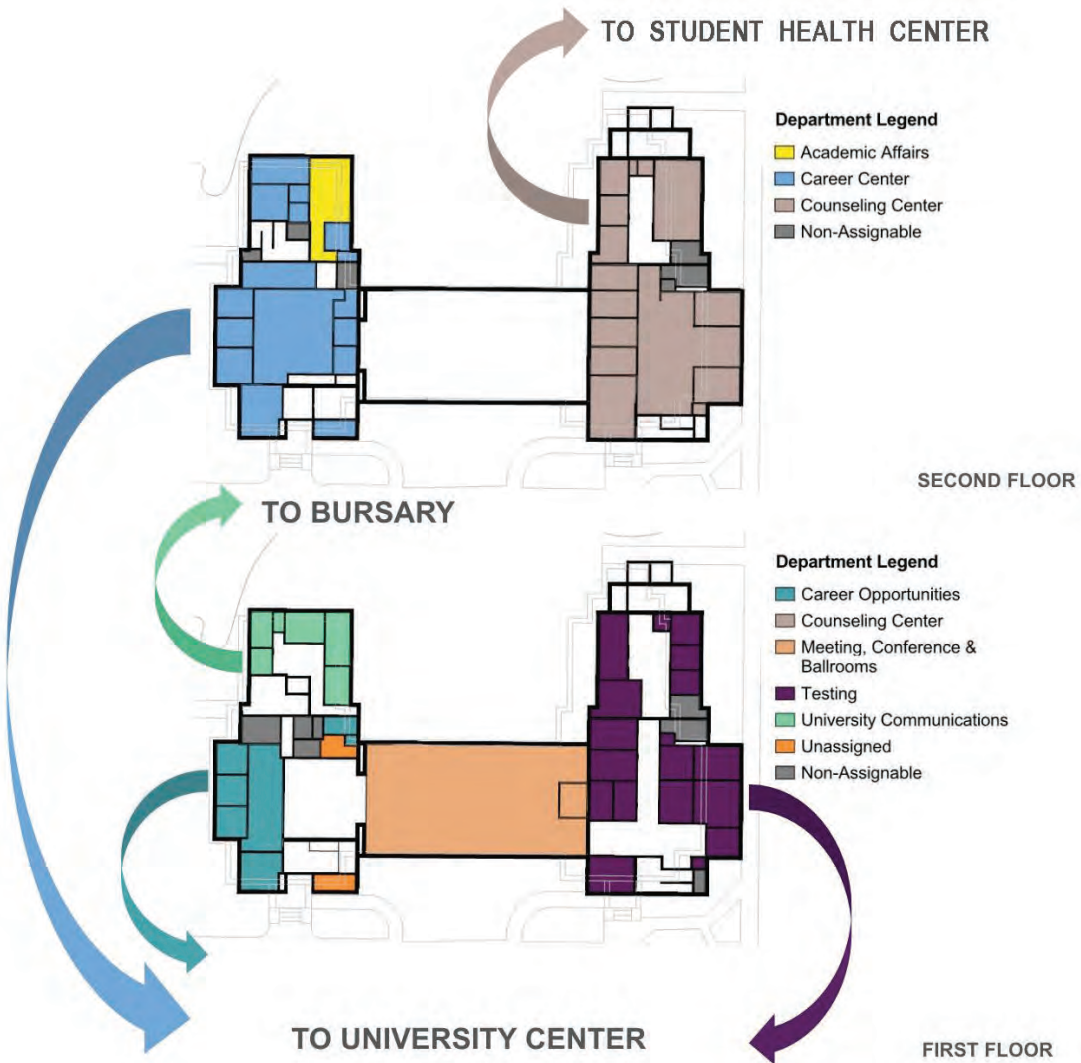 TO STUDENT HEALTH CENTER
Department Legend
Academic Affairs
Career Center
Counseling Center
Non-Assignable
SECOND FLOOR
TO BURSARY
Department Legend
Career Opportunities
Counseling Center
Meeting, Conference &
Ballrooms
Testing
University Communications
Unassigned
Non-Assignable
TO UNIVERSITY CENTER
FIRST FLOOR